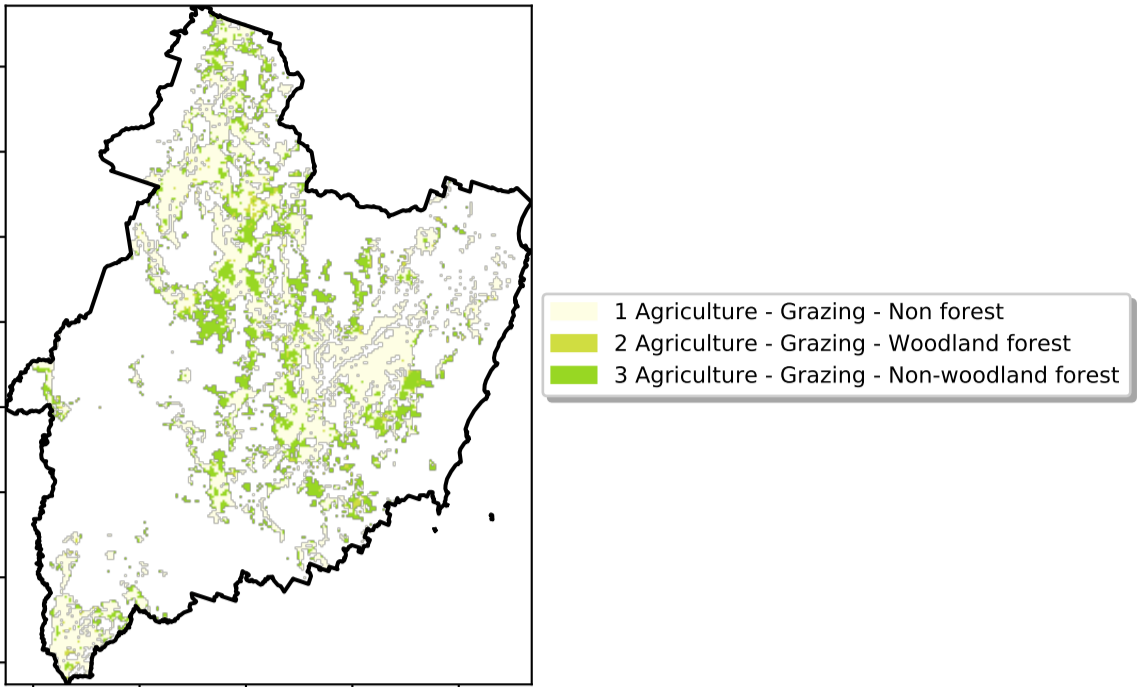 1 Agriculture - Grazing - Non forest
2 Agriculture - Grazing - Woodland forest
3 Agriculture - Grazing - Non-woodland forest